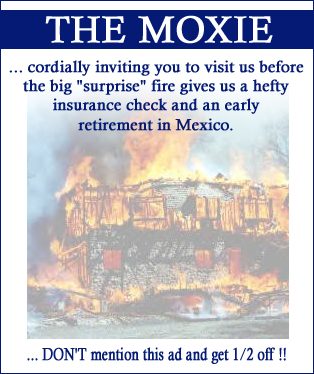 THE MOXIE
... cordially inviting you to visit us before
the big "surprise" fire gives us a hefty
insurance check and an early
retirement in Mexico.
... DON'T mention this ad and get 1/2 off !!